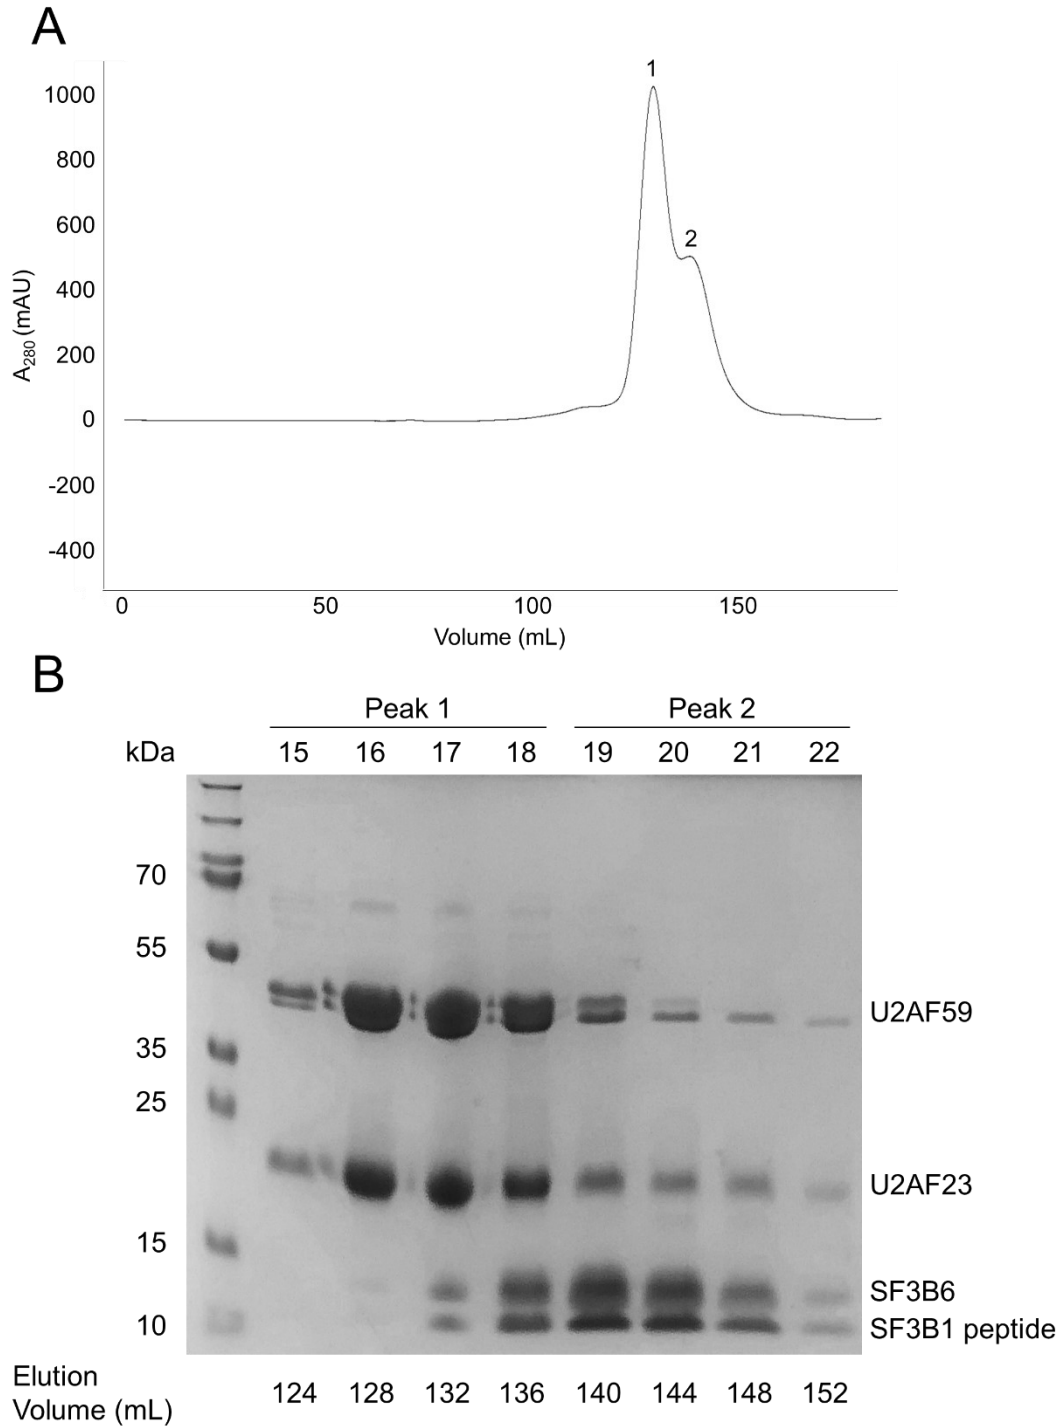 A
1
2
1000
800
600
400
200
0
-200
-400
A280 (mAU)
0 50 100 150
Volume (mL)
B
Peak 1 Peak 2
kDa 15 16 17 18 19 20 21 22
70
55
U2AF59
35
25
U2AF23
15
SF3B6
10 SF3B1 peptide
Elution
Volume (mL) 124 128 132 136 140 144 148 152